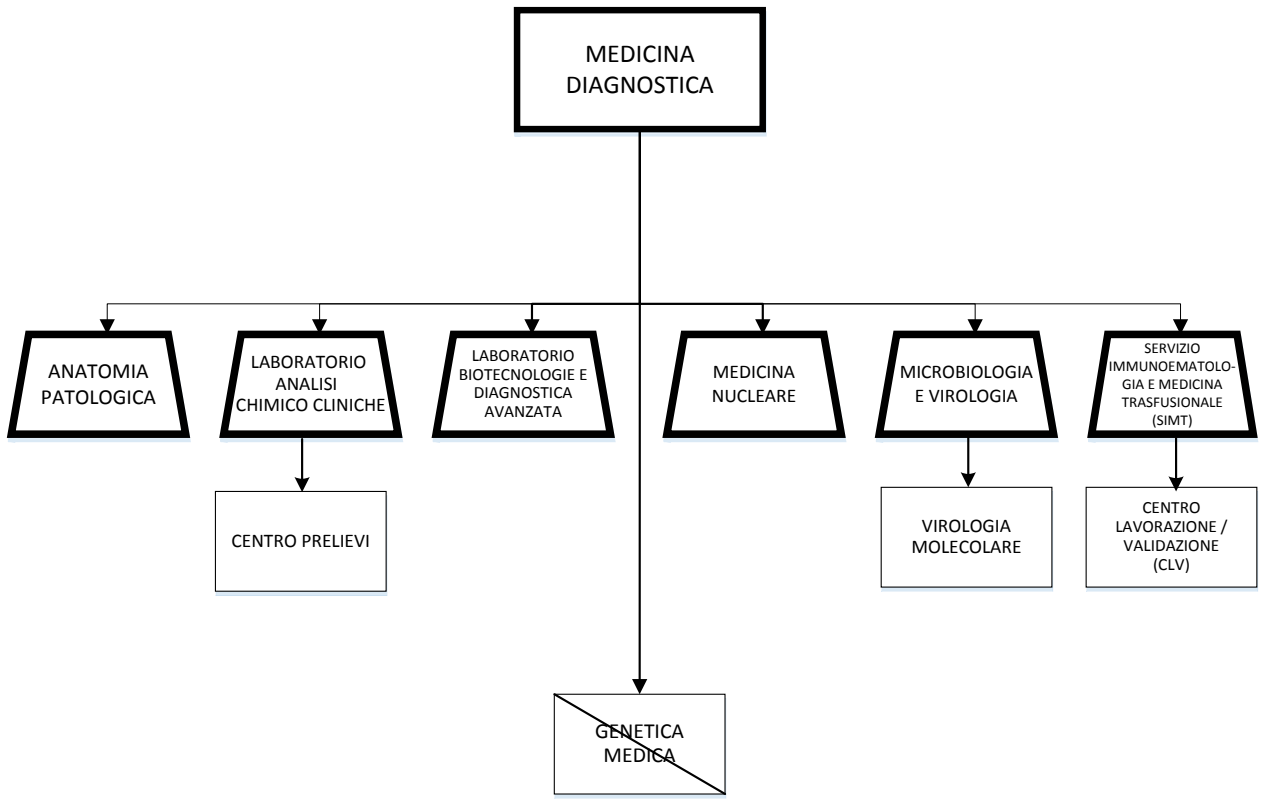 MEDICINA
DIAGNOSTICA
ANATOMIA
PATOLOGICA
LABORATORIO
ANALISI
CHIMICO CLINICHE
LABORATORIO
BIOTECNOLOGIE E
DIAGNOSTICA
AVANZATA
MEDICINA
NUCLEARE
MICROBIOLOGIA
E VIROLOGIA
SERVIZIO
IMMUNOEMATOLO-
GIA E MEDICINA
TRASFUSIONALE
(SIMT)
CENTRO PRELIEVI
VIROLOGIA
MOLECOLARE
CENTRO
LAVORAZIONE /
VALIDAZIONE
(CLV)
GENETICA
MEDICA